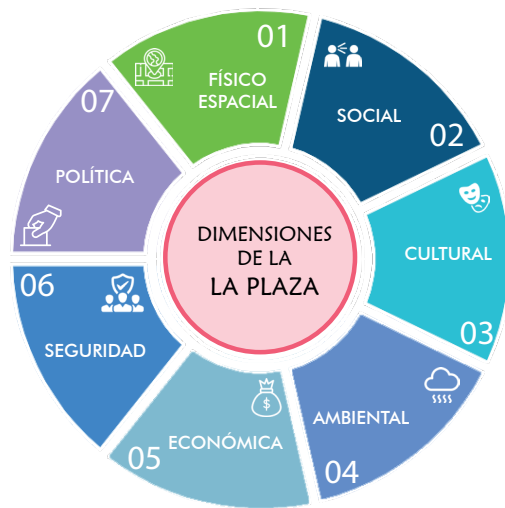 DIMENSIONES
DE LA
LA PLAZA
01
FÍSICO
ESPACIAL
SOCIAL
02
CULTURAL
03
AMBIENTAL
04
$
ECONÓMICA
05
06
SEGURIDAD
07
POLÍTICA